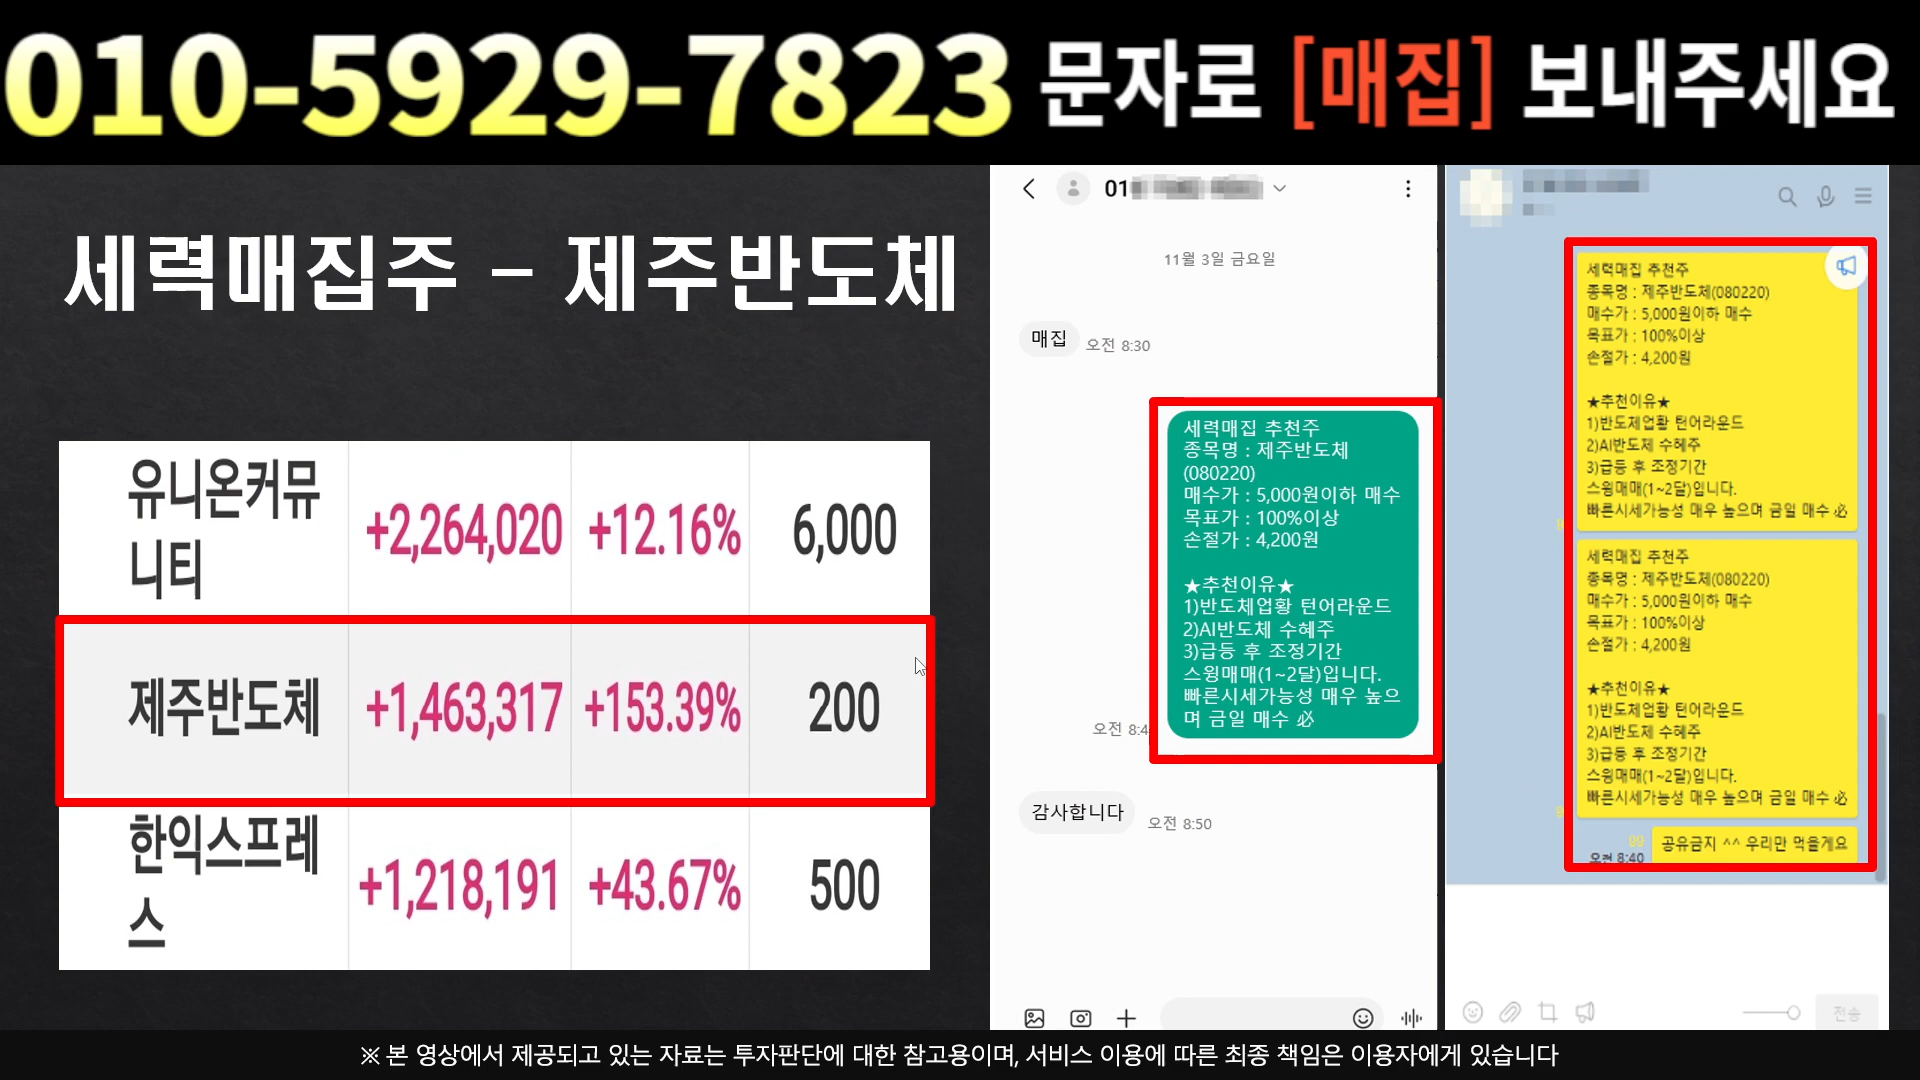 010-5929-7823 문자로 [매집] 보내주세요
세력매집주 - 제주반도체
유니온커뮤
니티
+2,264,020
+12.16%
6,000
제주반도체
+1,463,317
+153.39%
200
한익스프레
스
+1,218,191
+43.67%
500
01
11월 3일 금요일
매집
오전 8:30
세력매집 추천주
종목명 : 제주반도체
(080220)
매수가 : 5,000원이하 매수
목표가 : 100%이상
손절가 : 4,200원
★추천이유★
1)반도체업황 턴어라운드
2)AI반도체 수혜주
3)급등 후 조정기간
스윙매매(1~2달)입니다.
빠른시세가능성 매우 높으
며 금일 매수 必
오전 8:4
감사합니다
오전 8:50
세력매집 추천주
종목명 : 제주반도체(080220)
매수가 : 5,000원이하 매수
목표가 : 100%이상
손절가 : 4,200원
★추천이유★
1)반도체업황 턴어라운드
2)AI반도체 수혜주
3)급등 후 조정기간
스윙매매(1~2달)입니다.
빠른시세가능성 매우 높으며 금일 매수 必
세력매집 추천주
종목명 : 제주반도체(080220)
매수가 : 5,000원이하 매수
목표가 : 100%이상
손절가 : 4,200원
★추천이유★
1)반도체업황 턴어라운드
2)AI반도체 수혜주
3)급등 후 조정기간
스윙매매(1~2달)입니다.
빠른시세가능성 매우 높으며 금일 매수 必
오전 8:40
공유금지 ^^ 우리만 먹을게요
전송
※ 본 영상에서 제공되고 있는 자료는 투자판단에 대한 참고용이며, 서비스 이용에 따른 최종 책임은 이용자에게 있습니다